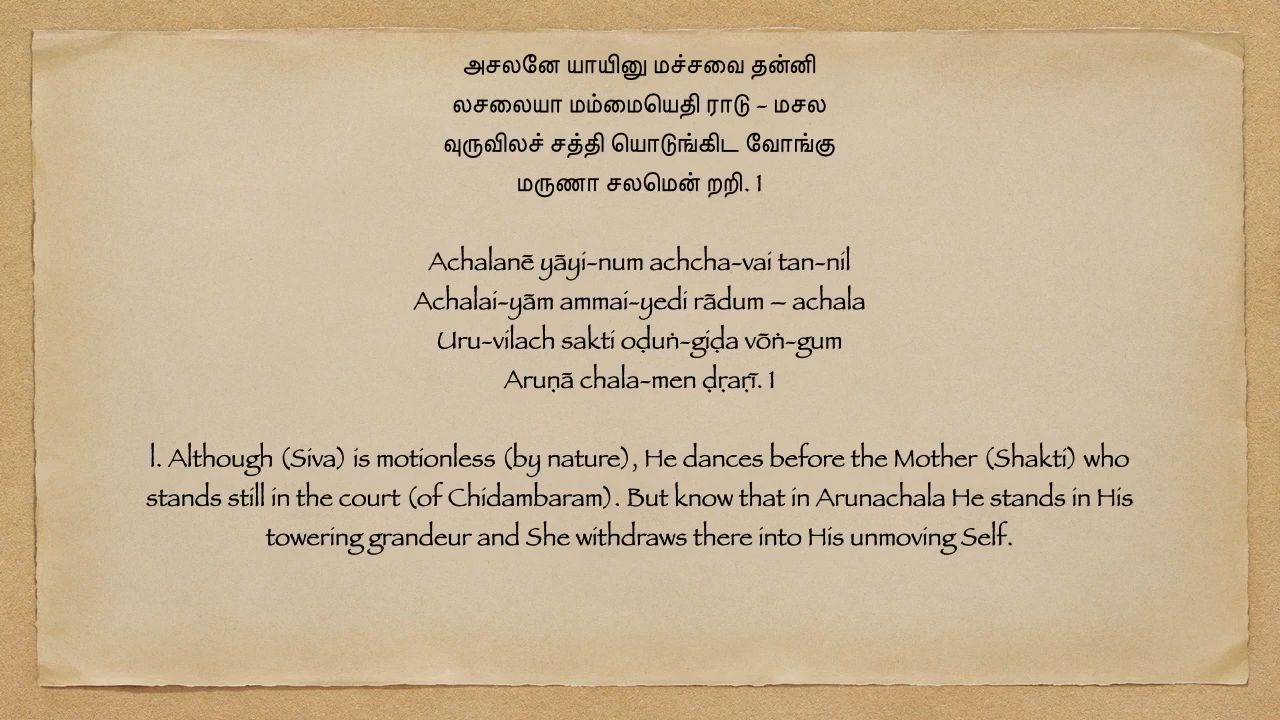 அசலனே யாயினு மச்சவை தன்னி
லசலையா மம்மையெதி ராடு - மசல
வுருவிலச் சத்தி யொடுங்கிட வோங்கு
மருணா சலமென் றறி. 1
Achalanē yāyi-num achcha-vai tan-nil
Achalai-yām ammai-yedi rādum – achala
Uru-vilach sakti oḍuṅ-giḍa vōṅ-gum
Aruṇā chala-men ḍṛaṛī. 1
1. Although (Siva) is motionless (by nature), He dances before the Mother (Shakti) who
stands still in the court (of Chidambaram). But know that in Arunachala He stands in His
towering grandeur and She withdraws there into His unmoving Self.